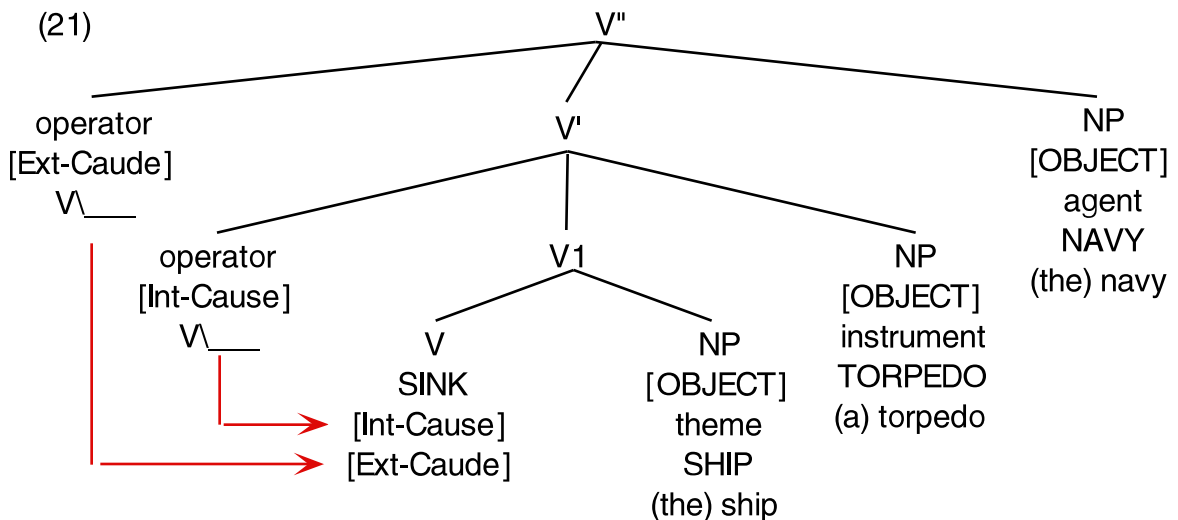 (21)
V"
operator
[Ext-Caude]
V\___
V'
NP
[OBJECT]
agent
NAVY
(the) navy
operator
[Int-Cause]
V\___
V1
NP
[OBJECT]
instrument
TORPEDO
(a) torpedo
V
SINK
[Int-Cause]
[Ext-Caude]
NP
[OBJECT]
theme
SHIP
(the) ship